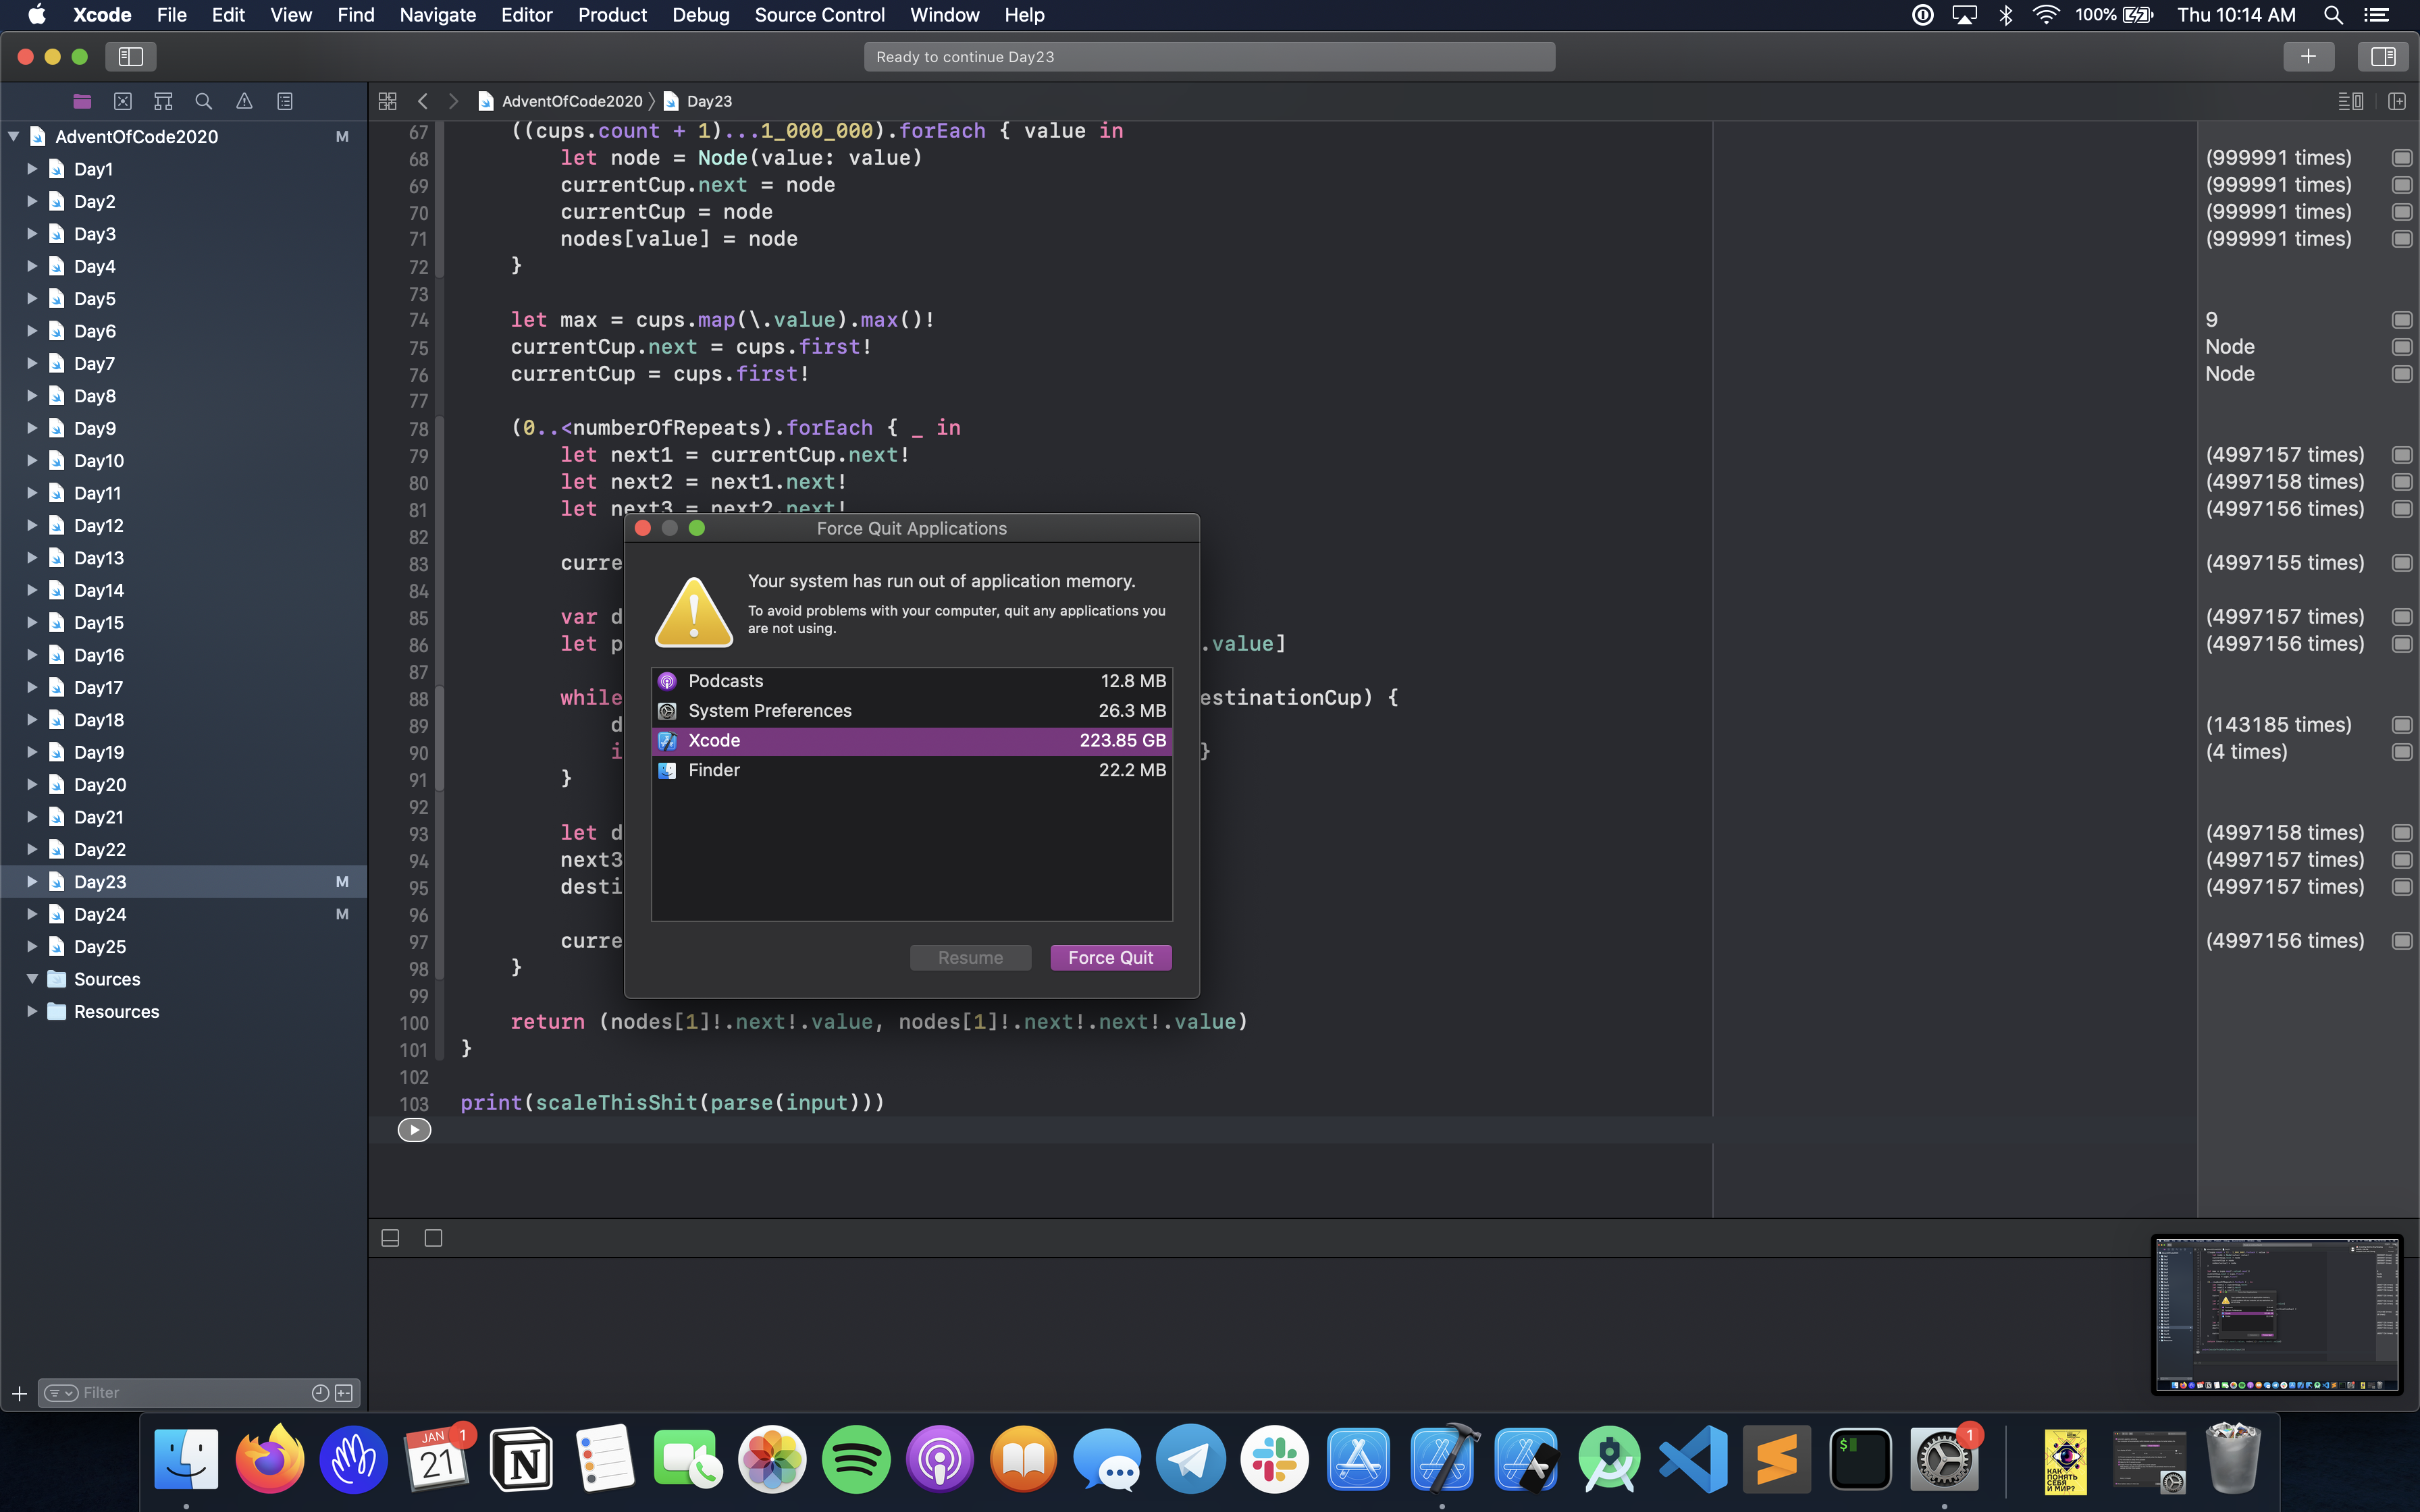 Xcode File Edit View Find Navigate Editor Product Debug Source Control Window Help 100% Thu 10:14 AM
Ready to continue Day23
AdventOfCode2020 〉 Day23
AdventOfCode2020 M
Day1
Day2
Day3
Day4
Day5
Day6
Day7
Day8
Day9
Day10
Day11
Day12
Day13
Day14
Day15
Day16
Day17
Day18
Day19
Day20
Day21
Day22
Day23 M
Day24 M
Day25
Sources
Resources
Filter
67 ((cups.count + 1)...1_000_000).forEach { value in
68 let node = Node(value: value) (999991 times)
69 currentCup.next = node (999991 times)
70 currentCup = node (999991 times)
71 nodes[value] = node (999991 times)
72 }
73
74 let max = cups.map(\.value).max()! 9
75 currentCup.next = cups.first! Node
76 currentCup = cups.first! Node
77
78 (0..<numberOfRepeats).forEach { _ in
79 let next1 = currentCup.next! (4997157 times)
80 let next2 = next1.next! (4997158 times)
81 let next3 = next2.next! (4997156 times)
82
83 curre (4997155 times)
84
85 var d (4997157 times)
86 let p .value] (4997156 times)
87
88 while estinationCup) {
89 d (143185 times)
90 i } (4 times)
91 }
92
93 let d (4997158 times)
94 next3 (4997157 times)
95 desti (4997157 times)
96
97 curre (4997156 times)
98 }
99
100 return (nodes[1]!.next!.value, nodes[1]!.next!.next!.value)
101 }
102
103 print(scaleThisShit(parse(input)))
Force Quit Applications
Your system has run out of application memory.
To avoid problems with your computer, quit any applications you
are not using.
Podcasts 12.8 MB
System Preferences 26.3 MB
Xcode 223.85 GB
Finder 22.2 MB
Resume Force Quit
JAN
21
1
N
$
1
КАК
ПОНЯТЬ
СЕБЯ
И МИР?